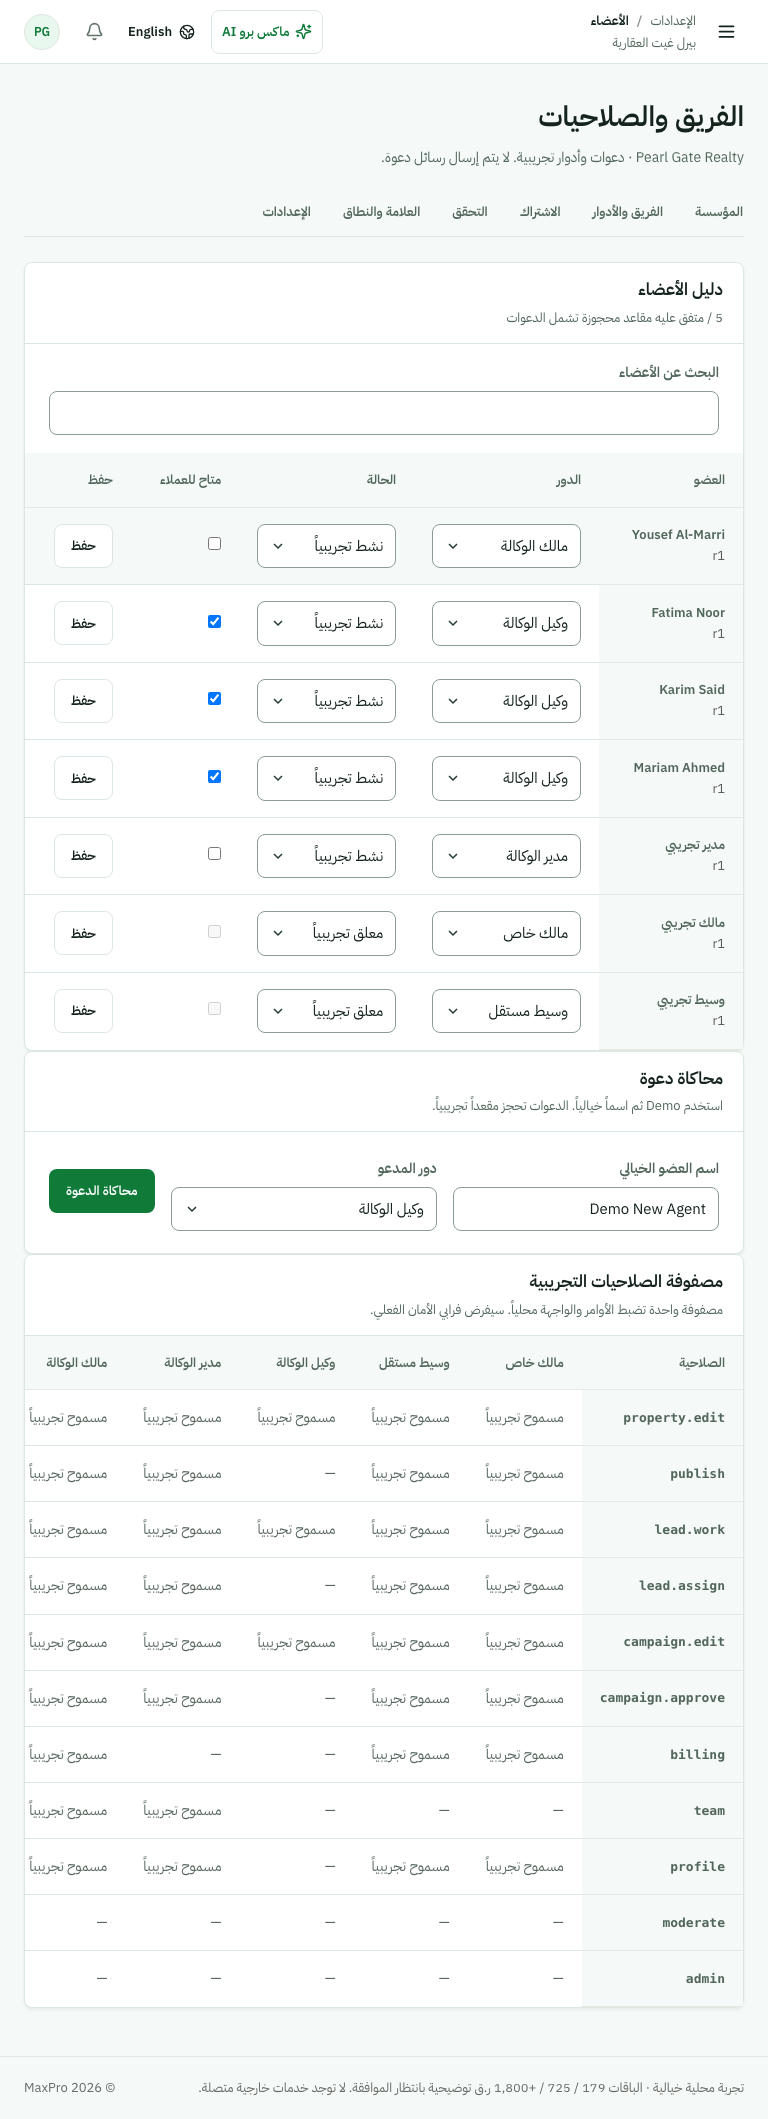 الإعدادات / الأعضاء
بيرل غيت العقارية
ماكس برو AI
English
PG
الفريق والصلاحيات
Pearl Gate Realty · دعوات وأدوار تجريبية. لا يتم إرسال رسائل دعوة.
المؤسسة الفريق والأدوار الاشتراك التحقق العلامة والنطاق الإعدادات
دليل الأعضاء
5 / متفق عليه مقاعد محجوزة تشمل الدعوات
البحث عن الأعضاء
العضو الدور الحالة متاح للعملاء حفظ
Yousef Al-Marri
r1
مالك الوكالة نشط تجريبياً حفظ
Fatima Noor
r1
وكيل الوكالة نشط تجريبياً حفظ
Karim Said
r1
وكيل الوكالة نشط تجريبياً حفظ
Mariam Ahmed
r1
وكيل الوكالة نشط تجريبياً حفظ
مدير تجريبي
r1
مدير الوكالة نشط تجريبياً حفظ
مالك تجريبي
r1
مالك خاص معلق تجريبياً حفظ
وسيط تجريبي
r1
وسيط مستقل معلق تجريبياً حفظ
محاكاة دعوة
استخدم Demo ثم اسماً خيالياً. الدعوات تحجز مقعداً تجريبياً.
اسم العضو الخيالي
Demo New Agent
دور المدعو
وكيل الوكالة
محاكاة الدعوة
مصفوفة الصلاحيات التجريبية
مصفوفة واحدة تضبط الأوامر والواجهة محلياً. سيفرض فرابي الأمان الفعلي.
الصلاحية مالك خاص وسيط مستقل وكيل الوكالة مدير الوكالة مالك الوكالة
property.edit مسموح تجريبياً مسموح تجريبياً مسموح تجريبياً مسموح تجريبياً مسموح تجريبياً
publish مسموح تجريبياً مسموح تجريبياً — مسموح تجريبياً مسموح تجريبياً
lead.work مسموح تجريبياً مسموح تجريبياً مسموح تجريبياً مسموح تجريبياً مسموح تجريبياً
lead.assign مسموح تجريبياً مسموح تجريبياً — مسموح تجريبياً مسموح تجريبياً
campaign.edit مسموح تجريبياً مسموح تجريبياً مسموح تجريبياً مسموح تجريبياً مسموح تجريبياً
campaign.approve مسموح تجريبياً مسموح تجريبياً — مسموح تجريبياً مسموح تجريبياً
billing مسموح تجريبياً مسموح تجريبياً — — مسموح تجريبياً
team — — — مسموح تجريبياً مسموح تجريبياً
profile مسموح تجريبياً مسموح تجريبياً — مسموح تجريبياً مسموح تجريبياً
moderate — — — — —
admin — — — — —
تجربة محلية خيالية · الباقات 179 / 725 / +1,800 ر.ق توضيحية بانتظار الموافقة. لا توجد خدمات خارجية متصلة.
© 2026 MaxPro